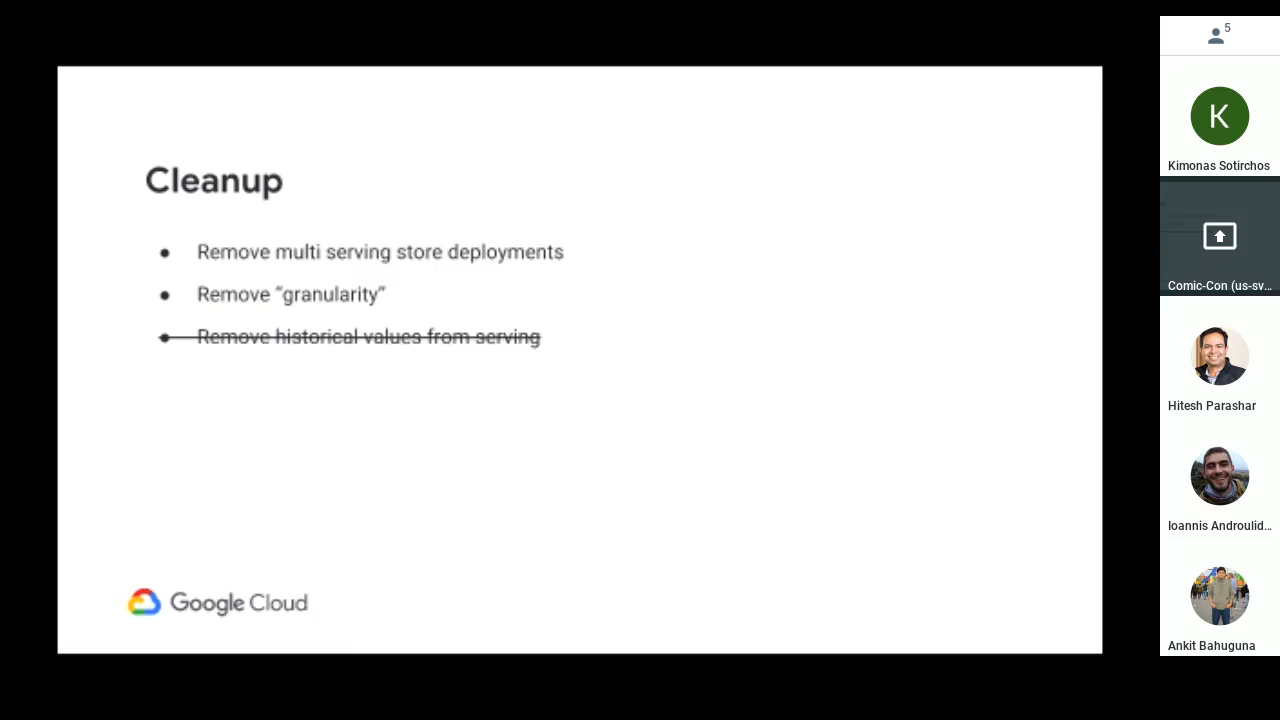 Cleanup
● Remove multi serving store deployments
● Remove “granularity”
● Remove historical values from serving
Google Cloud
5
K
Kimonas Sotirchos
Comic-Con (us-sv...
Hitesh Parashar
Ioannis Androulid...
Ankit Bahuguna